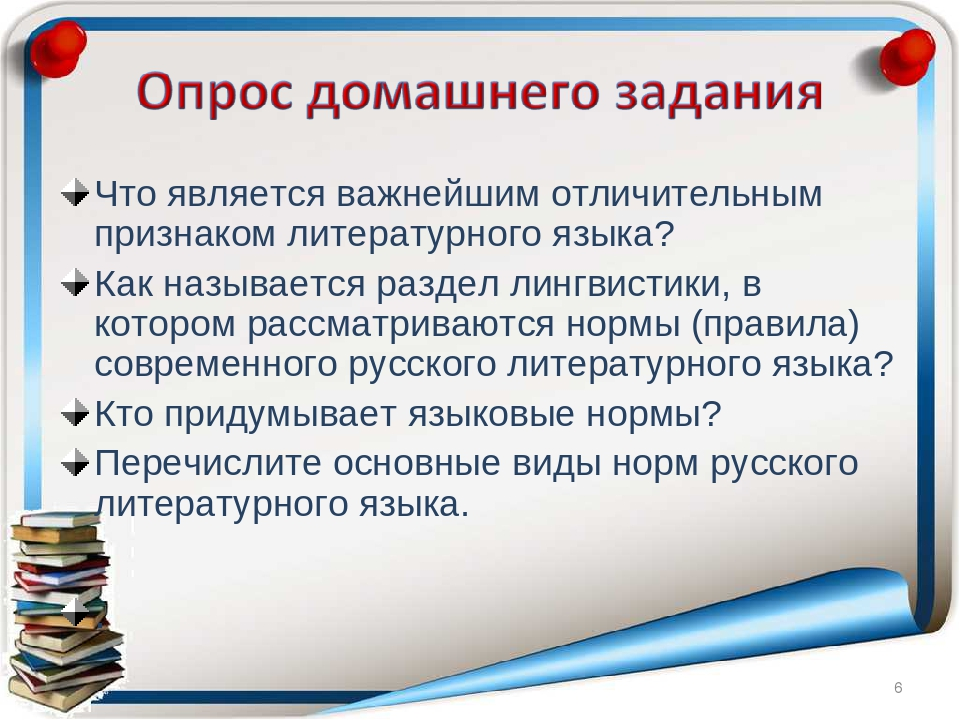 Опрос домашнего задания
Что является важнейшим отличительным
признаком литературного языка?
Как называется раздел лингвистики, в
котором рассматриваются нормы (правила)
современного русского литературного языка?
Кто придумывает языковые нормы?
Перечислите основные виды норм русского
литературного языка.
6